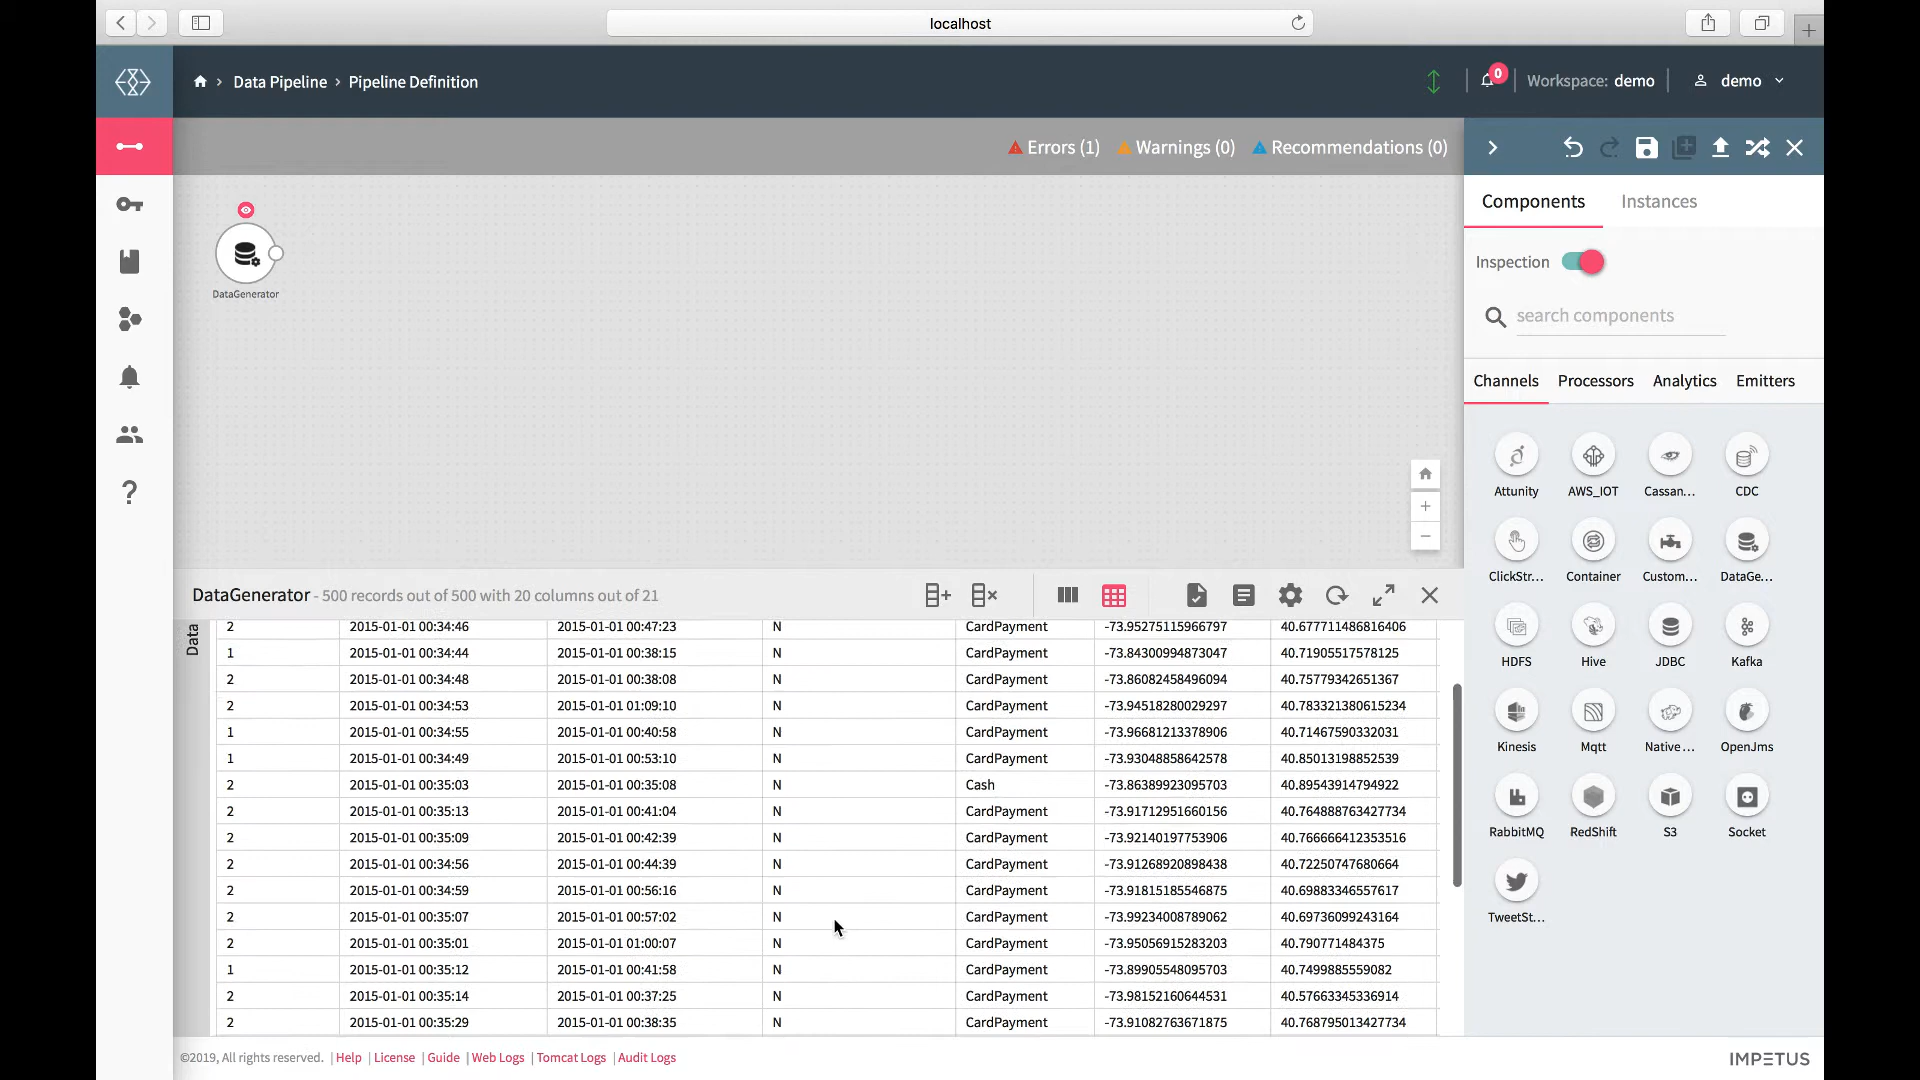 localhost
Data Pipeline › Pipeline Definition
0
Workspace: demo
demo
Errors (1) Warnings (0) Recommendations (0)
Components Instances
Inspection
search components
Channels Processors Analytics Emitters
DataGenerator
Attunity AWS_IOT Cassan... CDC
ClickStr... Container Custom... DataGe...
HDFS Hive JDBC Kafka
Kinesis Mqtt Native ... OpenJms
RabbitMQ RedShift S3 Socket
TweetSt...
DataGenerator - 500 records out of 500 with 20 columns out of 21
Data
2 2015-01-01 00:34:46 2015-01-01 00:47:23 N CardPayment -73.95275115966797 40.677711486816406
1 2015-01-01 00:34:44 2015-01-01 00:38:15 N CardPayment -73.84300994873047 40.71905517578125
2 2015-01-01 00:34:48 2015-01-01 00:38:08 N CardPayment -73.86082458496094 40.75779342651367
2 2015-01-01 00:34:53 2015-01-01 01:09:10 N CardPayment -73.94518280029297 40.783321380615234
1 2015-01-01 00:34:55 2015-01-01 00:40:58 N CardPayment -73.96681213378906 40.71467590332031
1 2015-01-01 00:34:49 2015-01-01 00:53:10 N CardPayment -73.93048858642578 40.85013198852539
2 2015-01-01 00:35:03 2015-01-01 00:35:08 N Cash -73.86389923095703 40.89543914794922
2 2015-01-01 00:35:13 2015-01-01 00:41:04 N CardPayment -73.91712951660156 40.764888763427734
2 2015-01-01 00:35:09 2015-01-01 00:42:39 N CardPayment -73.92140197753906 40.766666412353516
2 2015-01-01 00:34:56 2015-01-01 00:44:39 N CardPayment -73.91268920898438 40.72250747680664
2 2015-01-01 00:34:59 2015-01-01 00:56:16 N CardPayment -73.91815185546875 40.69883346557617
2 2015-01-01 00:35:07 2015-01-01 00:57:02 N CardPayment -73.99234008789062 40.69736099243164
2 2015-01-01 00:35:01 2015-01-01 01:00:07 N CardPayment -73.95056915283203 40.790771484375
1 2015-01-01 00:35:12 2015-01-01 00:41:58 N CardPayment -73.89905548095703 40.7499885559082
2 2015-01-01 00:35:14 2015-01-01 00:37:25 N CardPayment -73.98152160644531 40.57663345336914
2 2015-01-01 00:35:29 2015-01-01 00:38:35 N CardPayment -73.91082763671875 40.768795013427734
©2019, All rights reserved. | Help | License | Guide | Web Logs | Tomcat Logs | Audit Logs
IMPETUS